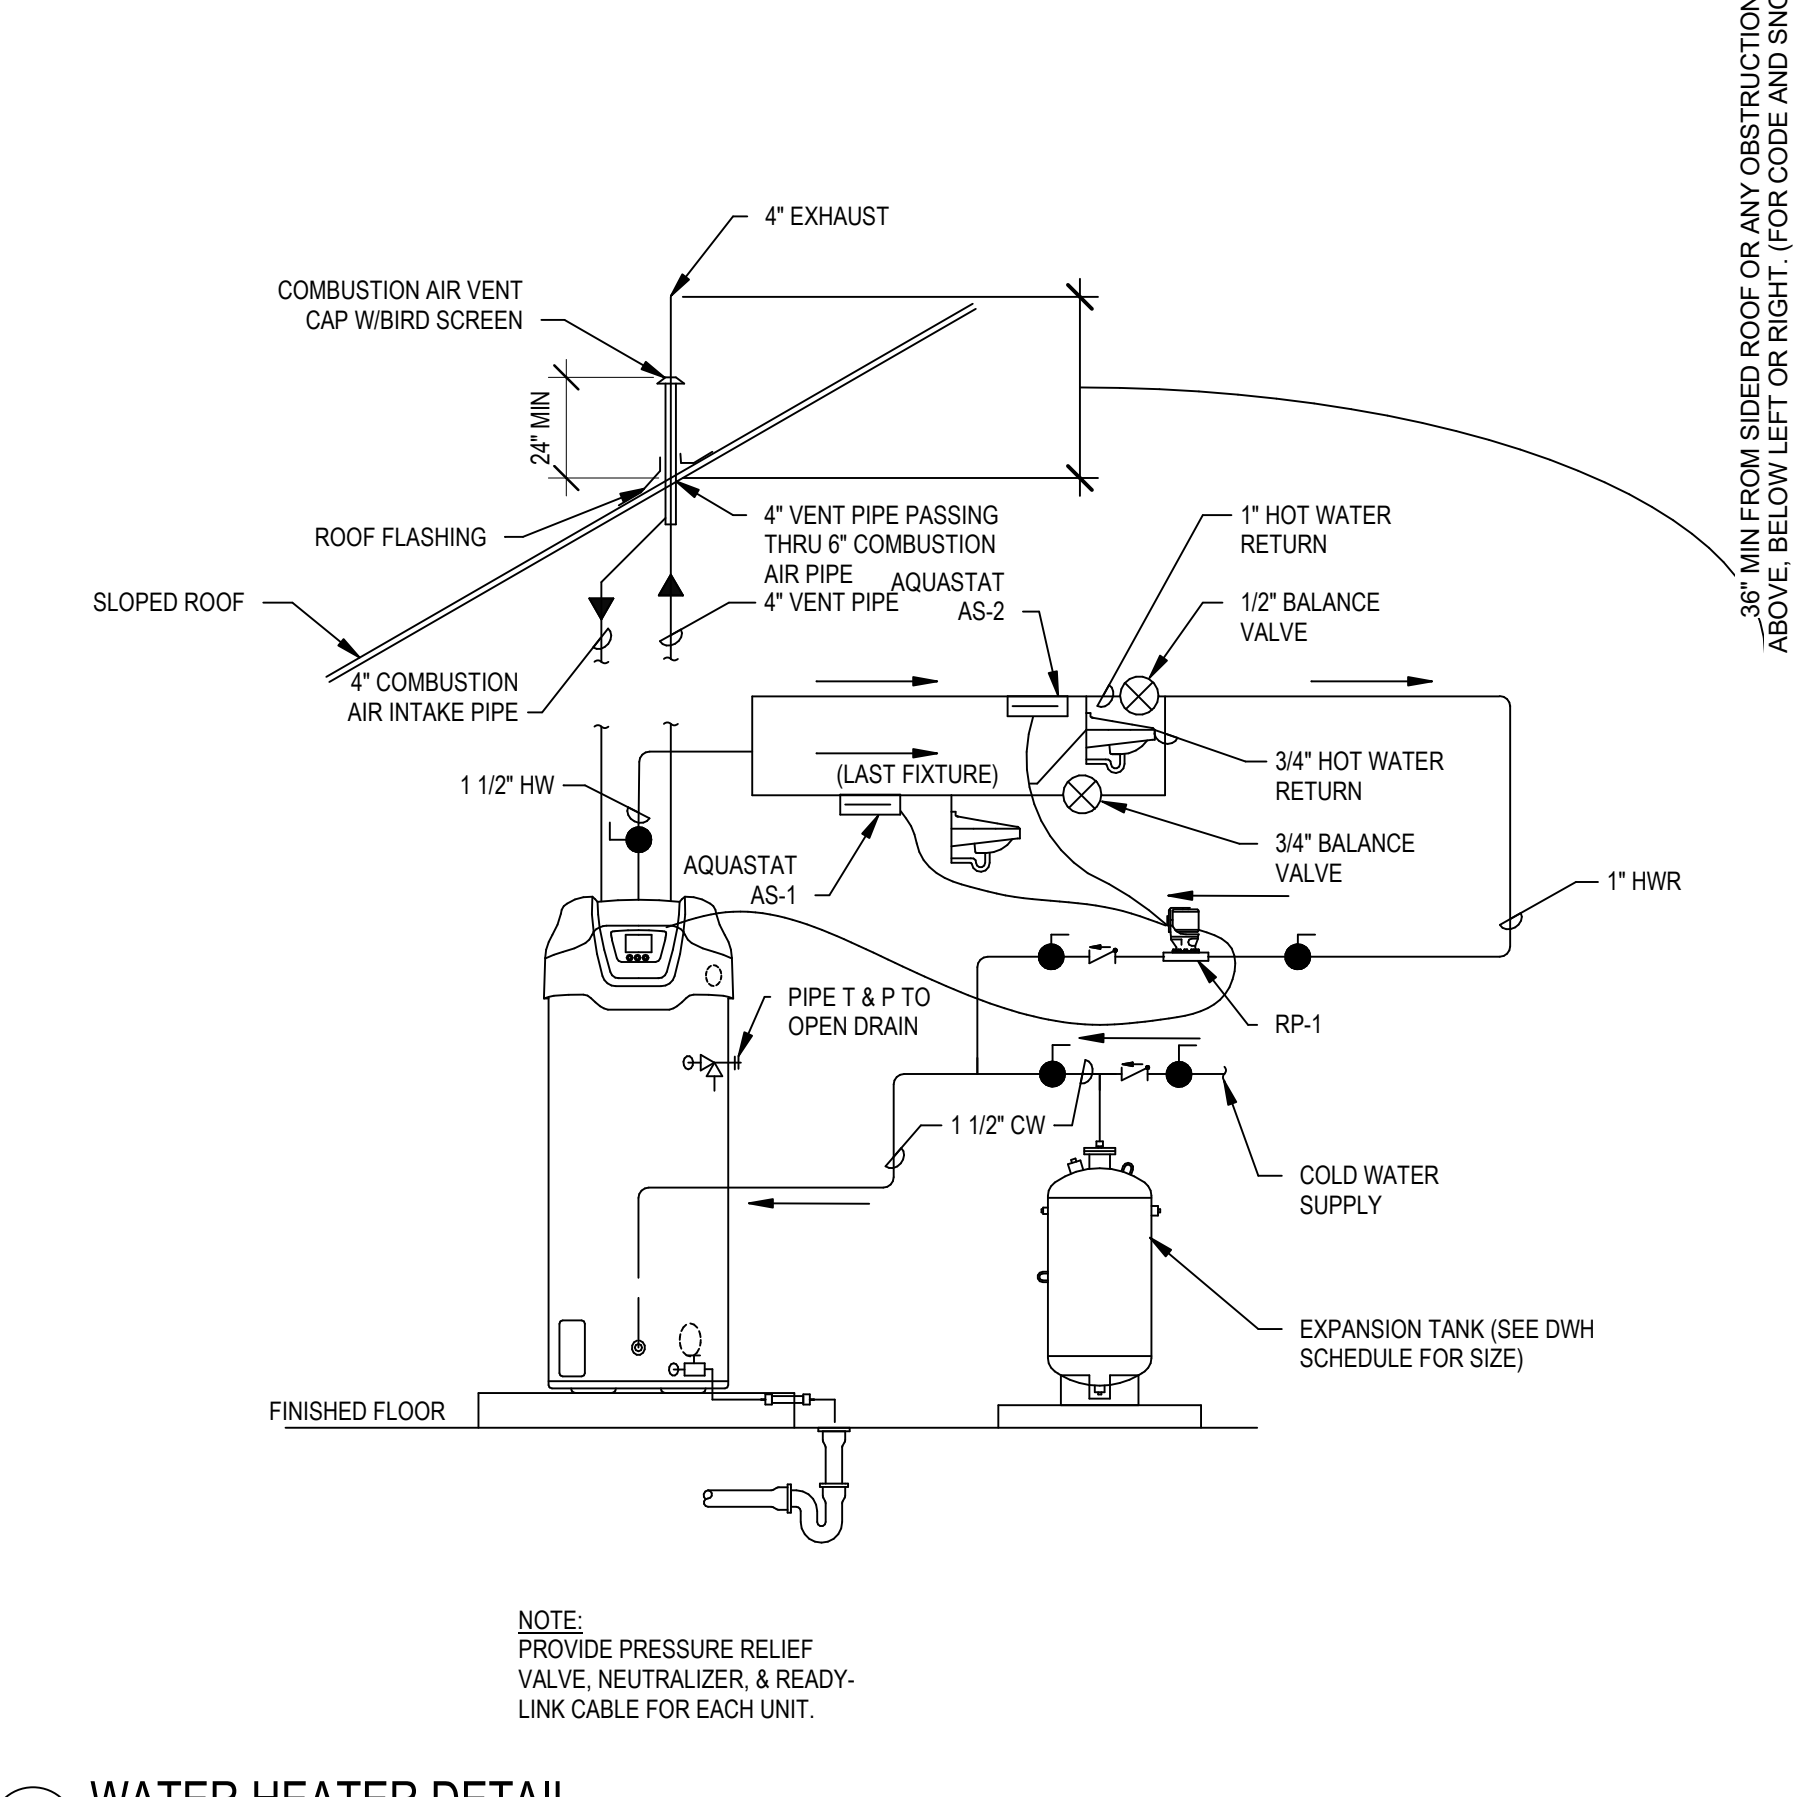 4" EXHAUST
COMBUSTION AIR VENT
CAP W/BIRD SCREEN
24" MIN
36" MIN FROM SIDED ROOF OR ANY OBSTRUCTION
ABOVE, BELOW LEFT OR RIGHT. (FOR CODE AND
ROOF FLASHING
4" VENT PIPE PASSING
THRU 6" COMBUSTION
AIR PIPE
4" VENT PIPE
SLOPED ROOF
4" COMBUSTION
AIR INTAKE PIPE
AQUASTAT
AS-2
1" HOT WATER
RETURN
1/2" BALANCE
VALVE
3/4" HOT WATER
RETURN
3/4" BALANCE
VALVE
(LAST FIXTURE)
1 1/2" HW
AQUASTAT
AS-1
1" HWR
PIPE T & P TO
OPEN DRAIN
RP-1
1 1/2" CW
COLD WATER
SUPPLY
EXPANSION TANK (SEE DWH
SCHEDULE FOR SIZE)
FINISHED FLOOR
NOTE:
PROVIDE PRESSURE RELIEF
VALVE, NEUTRALIZER, & READY-
LINK CABLE FOR EACH UNIT.
WATER HEATER DETAIL